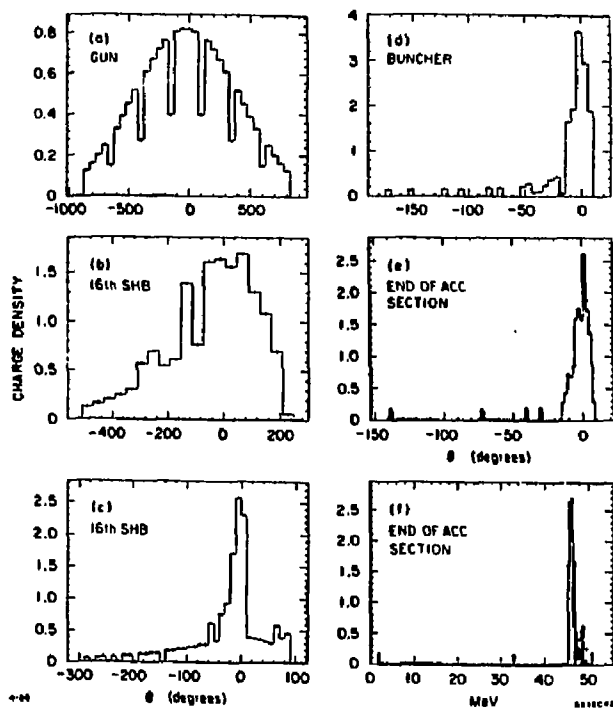 (a)
GUN
0.8
0.6
0.4
0.2
0
-1000 -500 0 500
(d)
BUNCHER
4
3
2
1
0
-150 -100 -50 0
(b)
16th SHB
1.5
1.0
0.5
0
-400 -200 0 200
CHARGE DENSITY
(e)
END OF ACC
SECTION
2.5
2.0
1.5
1.0
0.5
0
-150 -100 -50 0
θ (degrees)
(c)
16th SHB
2.5
2.0
1.5
1.0
0.5
0
-300 -200 -100 0 100
θ (degrees)
(f)
END OF ACC
SECTION
2.5
2.0
1.5
1.0
0.5
0
0 10 20 30 40 50
MeV